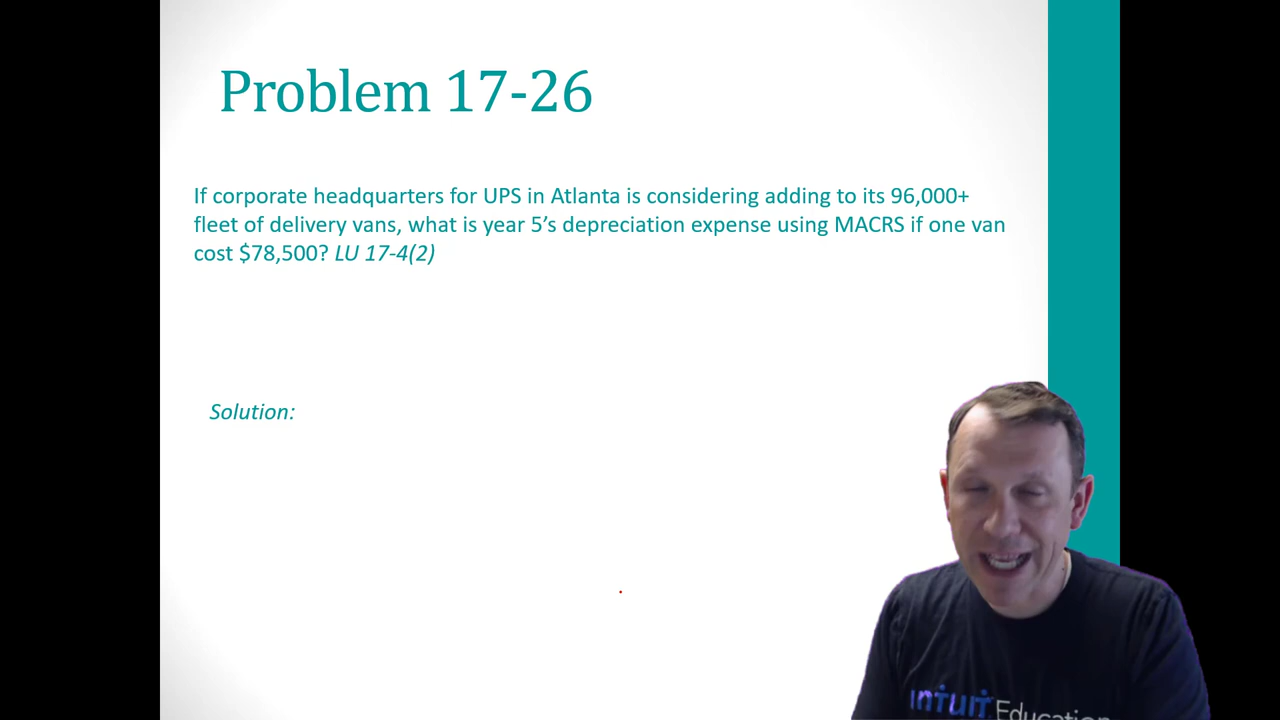 Problem 17-26
If corporate headquarters for UPS in Atlanta is considering adding to its 96,000+
fleet of delivery vans, what is year 5’s depreciation expense using MACRS if one van
cost $78,500? LU 17-4(2)
Solution:
intuit Education